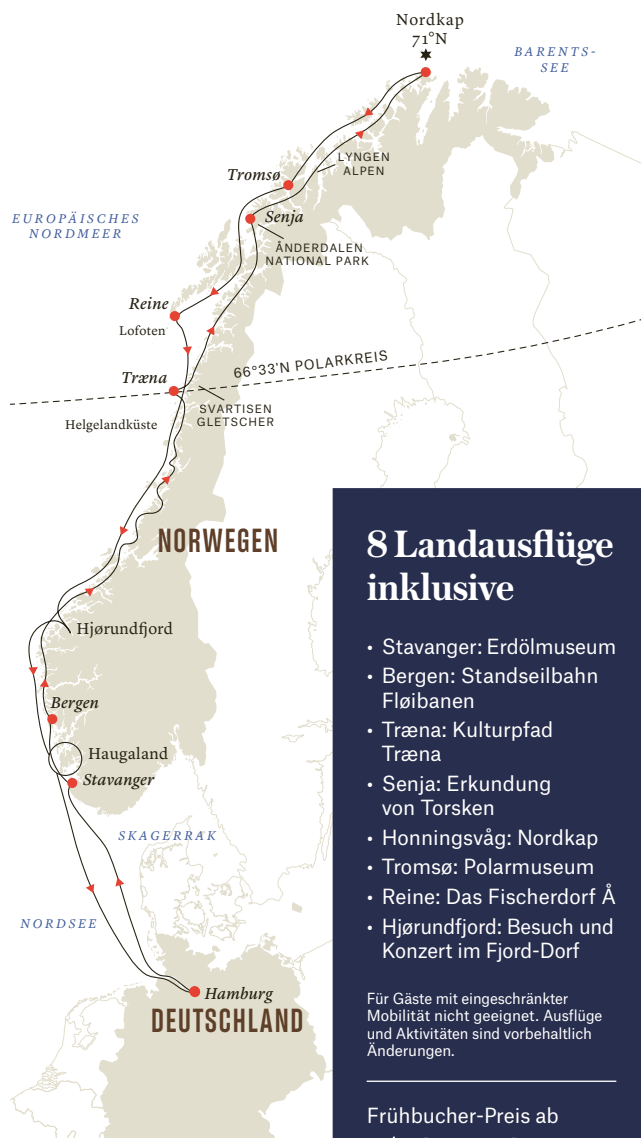 Nordkap
71°N
BARENTS-
SEE
LYNGEN
ALPEN
Tromsø
Senja
EUROPÄISCHES
NORDMEER
ÅNDERDALEN
NATIONAL PARK
Reine
Lofoten
66°33'N POLARKREIS
Træna
SVARTISEN
GLETSCHER
Helgelandküste
NORWEGEN
Hjørundfjord
Bergen
Haugaland
Stavanger
SKAGERRAK
NORDSEE
Hamburg
DEUTSCHLAND
8 Landausflüge
inklusive
• Stavanger: Erdölmuseum
• Bergen: Standseilbahn
Fløibanen
• Træna: Kulturpfad
Træna
• Senja: Erkundung
von Torsken
• Honningsvåg: Nordkap
• Tromsø: Polarmuseum
• Reine: Das Fischerdorf Å
• Hjørundfjord: Besuch und
Konzert im Fjord-Dorf
Für Gäste mit eingeschränkter
Mobilität nicht geeignet. Ausflüge
und Aktivitäten sind vorbehaltlich
Änderungen.
Frühbucher-Preis ab